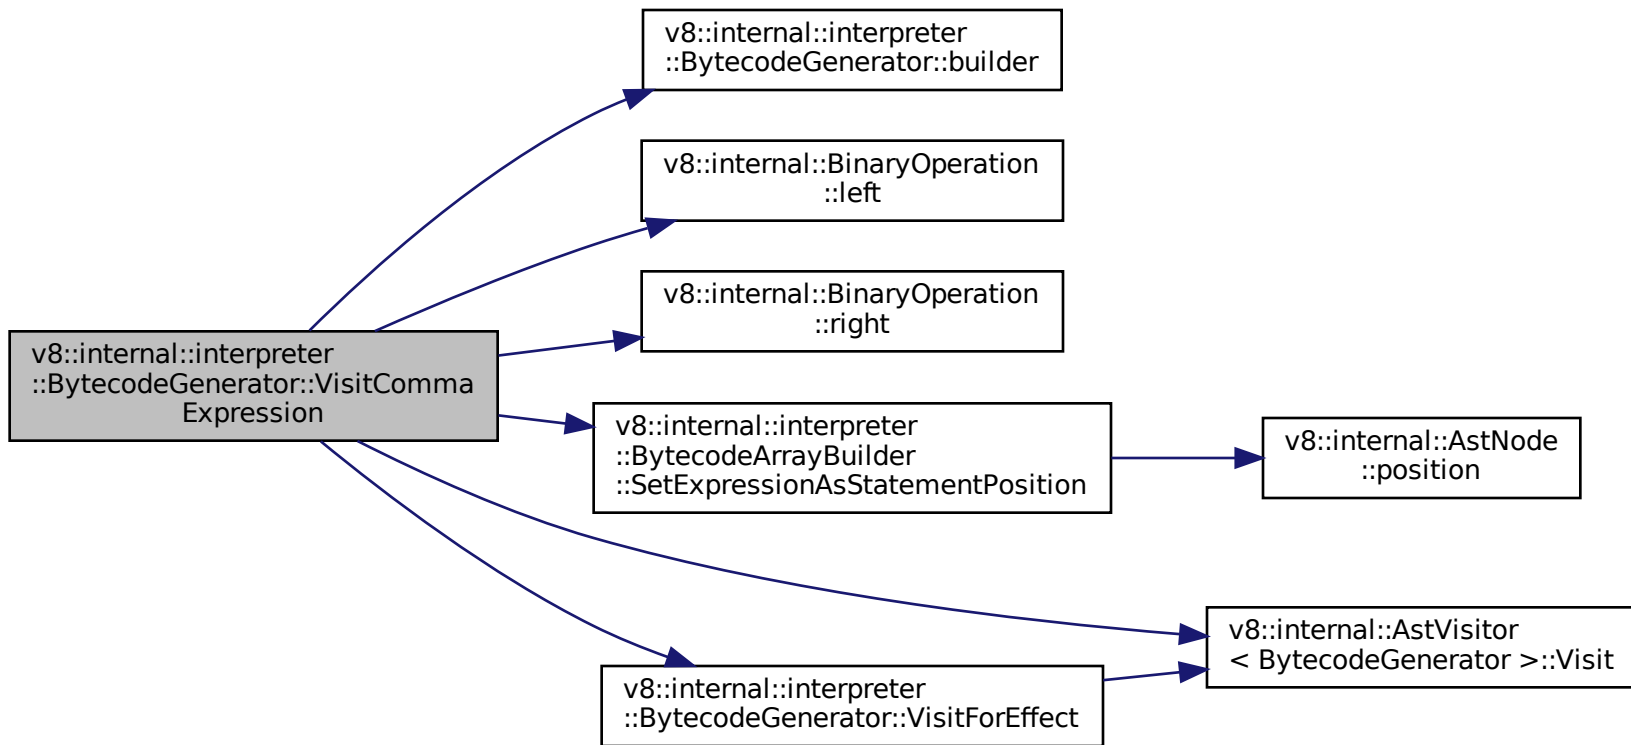 v8::internal::interpreter
::BytecodeGenerator::builder
v8::internal::BinaryOperation
::left
v8::internal::BinaryOperation
::right
v8::internal::interpreter
::BytecodeGenerator::VisitComma
Expression
v8::internal::interpreter
::BytecodeArrayBuilder
::SetExpressionAsStatementPosition
v8::internal::AstNode
::position
v8::internal::AstVisitor
< BytecodeGenerator >::Visit
v8::internal::interpreter
::BytecodeGenerator::VisitForEffect